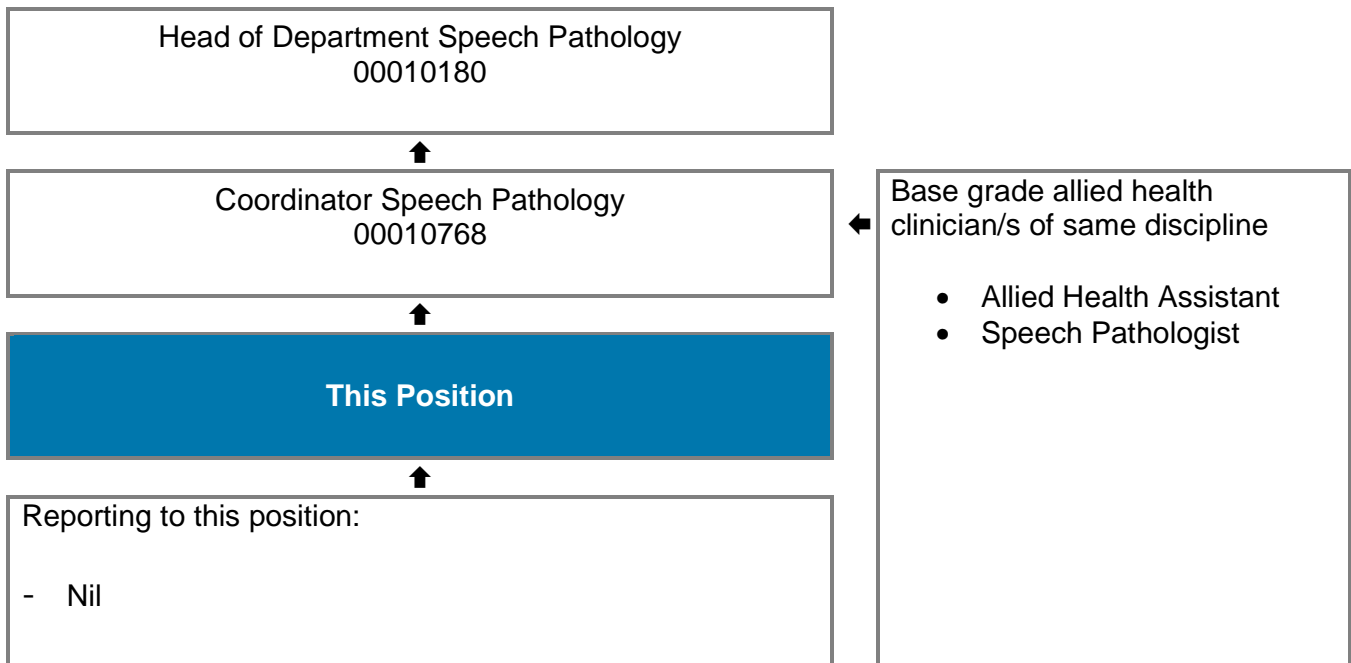 Head of Department Speech Pathology
00010180
Coordinator Speech Pathology
00010768
Base grade allied health
clinician/s of same discipline
• Allied Health Assistant
• Speech Pathologist
This Position
Reporting to this position:
- Nil